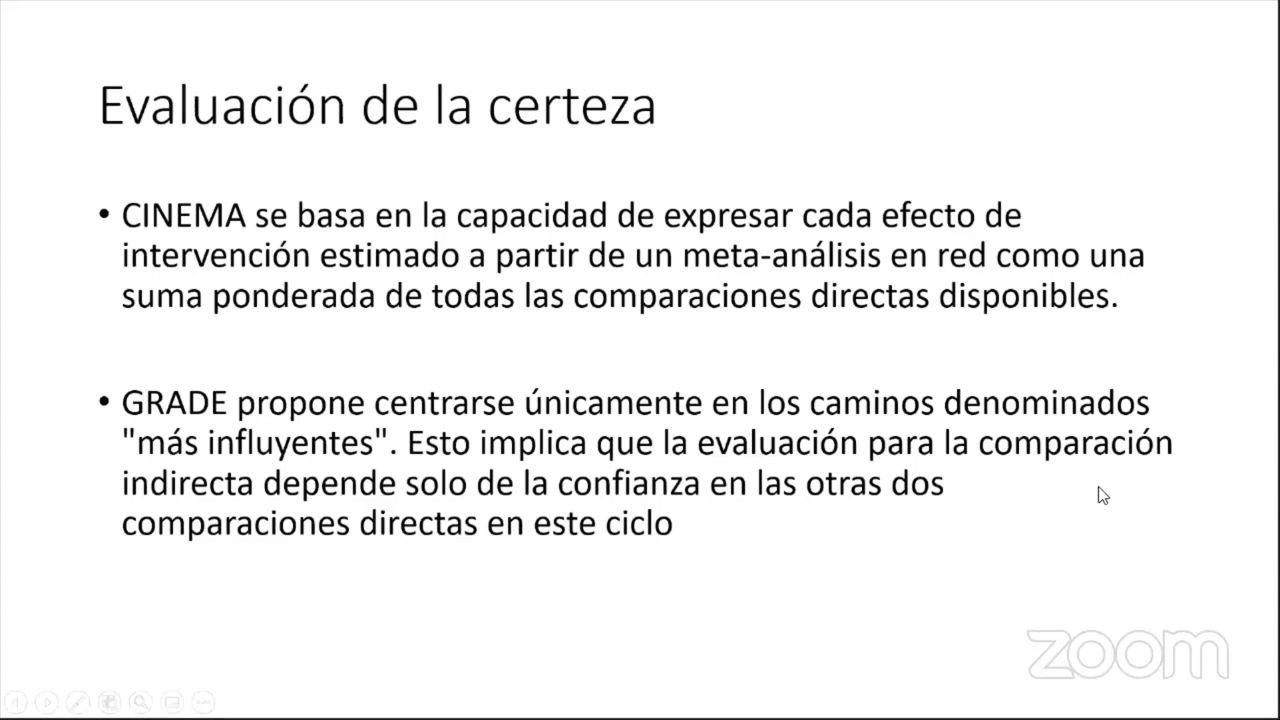 Evaluación de la certeza
• CINEMA se basa en la capacidad de expresar cada efecto de
intervención estimado a partir de un meta-análisis en red como una
suma ponderada de todas las comparaciones directas disponibles.
• GRADE propone centrarse únicamente en los caminos denominados
"más influyentes". Esto implica que la evaluación para la comparación
indirecta depende solo de la confianza en las otras dos
comparaciones directas en este ciclo
zoom